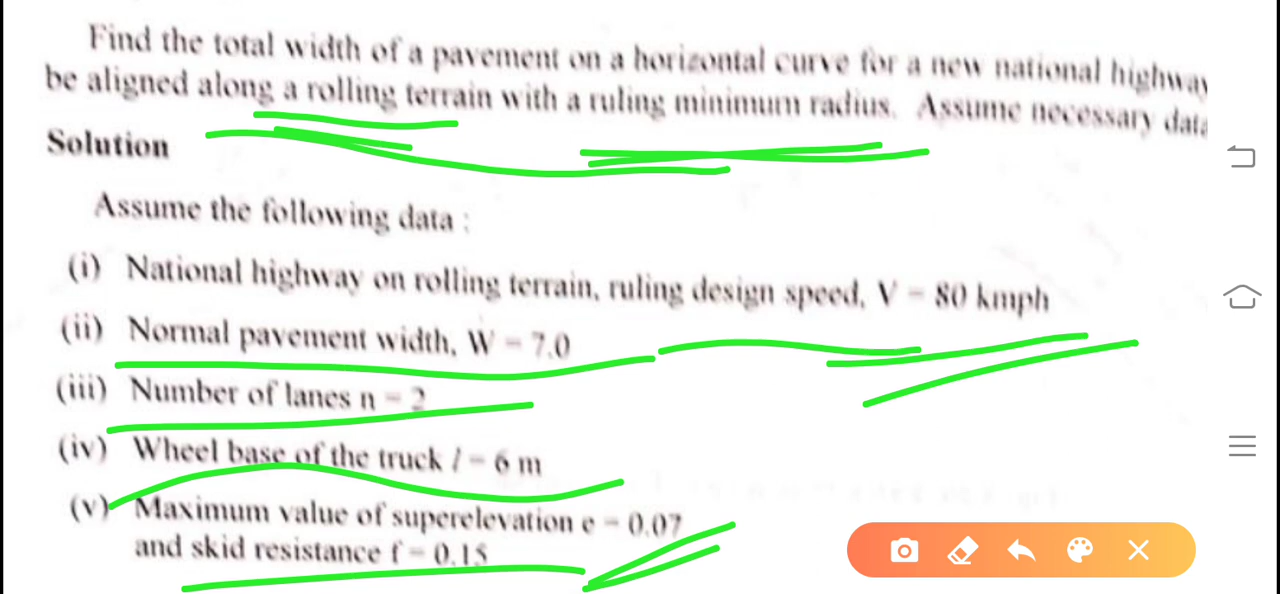 Find the total width of a pavement on a horizontal curve for a new national highway
be aligned along a rolling terrain with a ruling minimum radius. Assume necessary data
Solution
Assume the following data :
(i) National highway on rolling terrain, ruling design speed, V = 80 kmph
(ii) Normal pavement width, W = 7.0
(iii) Number of lanes n = 2
(iv) Wheel base of the truck l = 6 m
(v) Maximum value of superelevation e = 0.07
and skid resistance f = 0.15